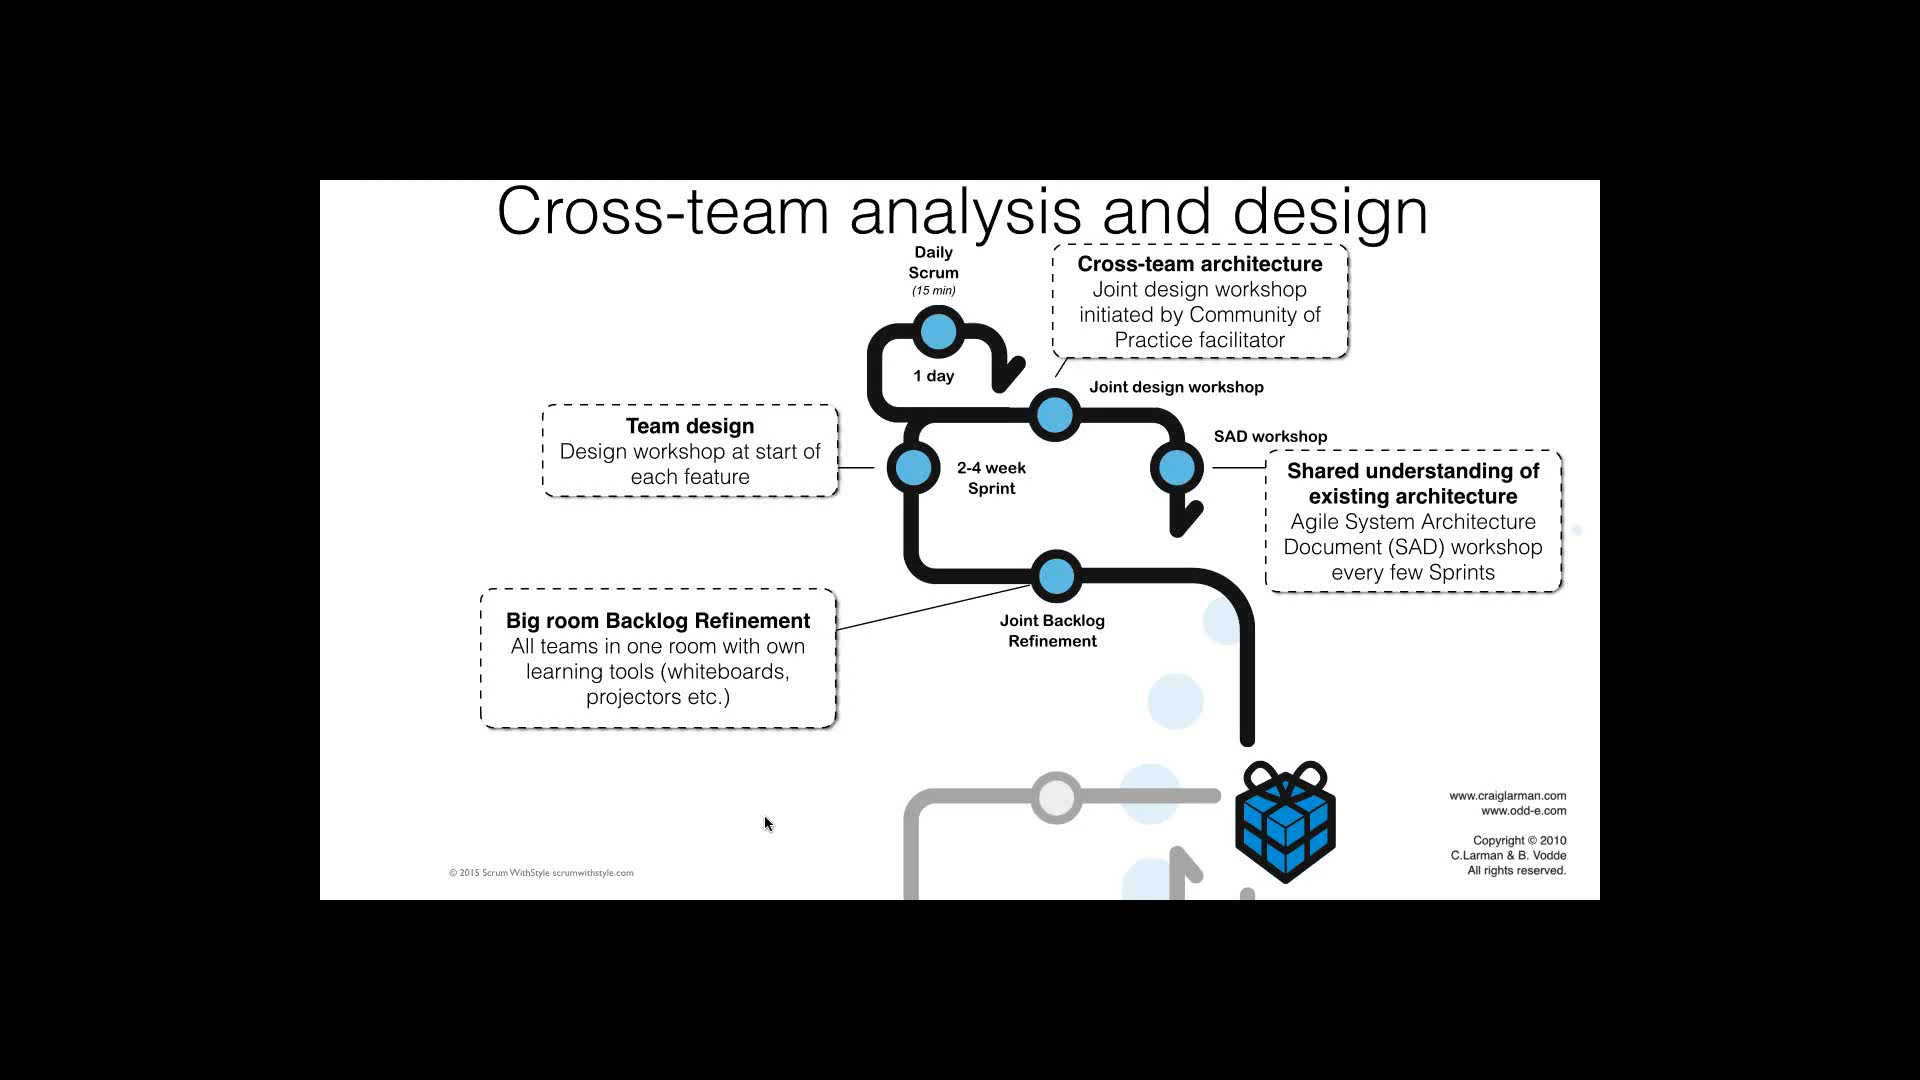 Cross-team analysis and design
Daily
Scrum
(15 min)
1 day
Cross-team architecture
Joint design workshop
initiated by Community of
Practice facilitator
Joint design workshop
Team design
Design workshop at start of
each feature
2-4 week
Sprint
SAD workshop
Shared understanding of
existing architecture
Agile System Architecture
Document (SAD) workshop
every few Sprints
Big room Backlog Refinement
All teams in one room with own
learning tools (whiteboards,
projectors etc.)
Joint Backlog
Refinement
www.craiglarman.com
www.odd-e.com
Copyright © 2010
C.Larman & B. Vodde
All rights reserved.
© 2015 Scrum WithStyle scrumwithstyle.com